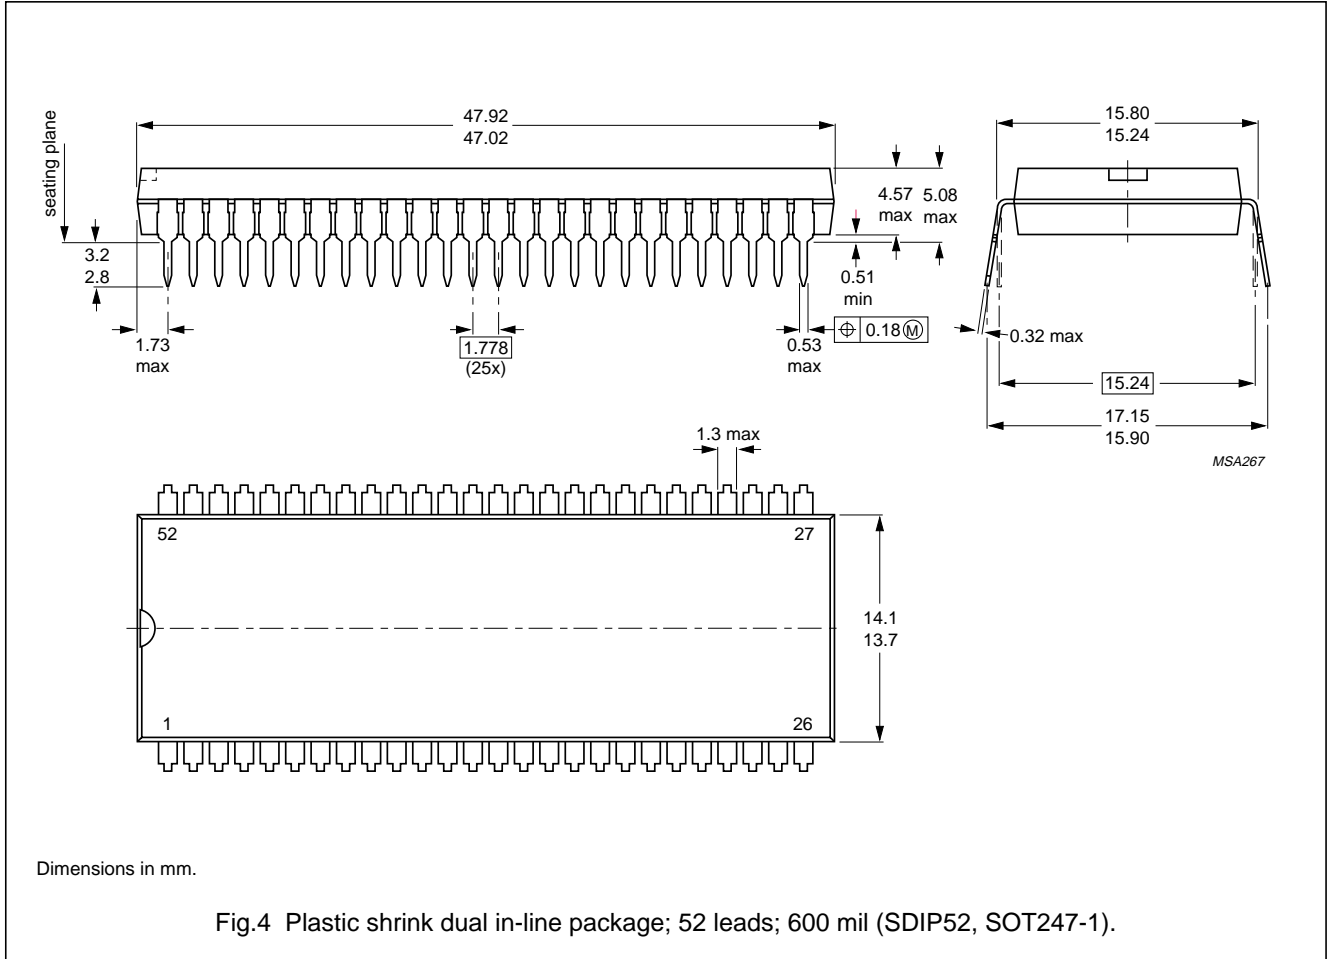 seating plane
47.92
47.02
15.80
15.24
4.57
max
5.08
max
3.2
2.8
0.51
min
1.73
max
1.778
(25x)
0.53
max
0.18 M
0.32 max
15.24
17.15
15.90
MSA267
1.3 max
52
27
14.1
13.7
1
26
Dimensions in mm.
Fig.4 Plastic shrink dual in-line package; 52 leads; 600 mil (SDIP52, SOT247-1).